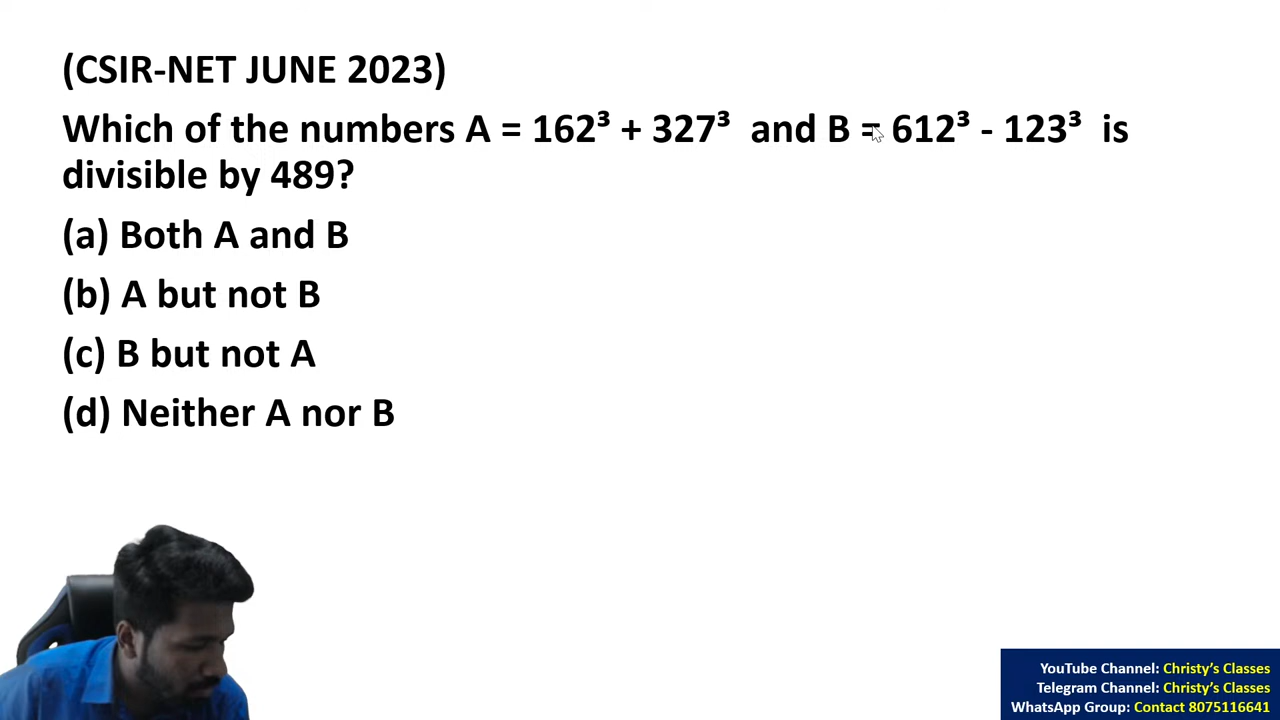 (CSIR-NET JUNE 2023)
Which of the numbers A = 162³ + 327³ and B = 612³ - 123³ is
divisible by 489?
(a) Both A and B
(b) A but not B
(c) B but not A
(d) Neither A nor B
YouTube Channel: Christy's Classes
Telegram Channel: Christy's Classes
WhatsApp Group: Contact 8075116641